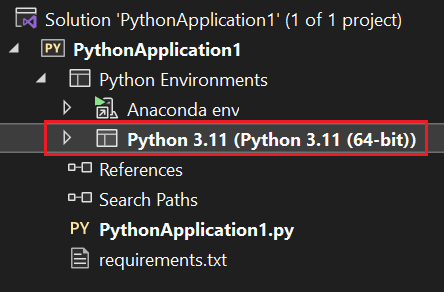 Solution 'PythonApplication1' (1 of 1 project)
PY PythonApplication1
Python Environments
Anaconda env
Python 3.11 (Python 3.11 (64-bit))
References
Search Paths
PY PythonApplication1.py
requirements.txt